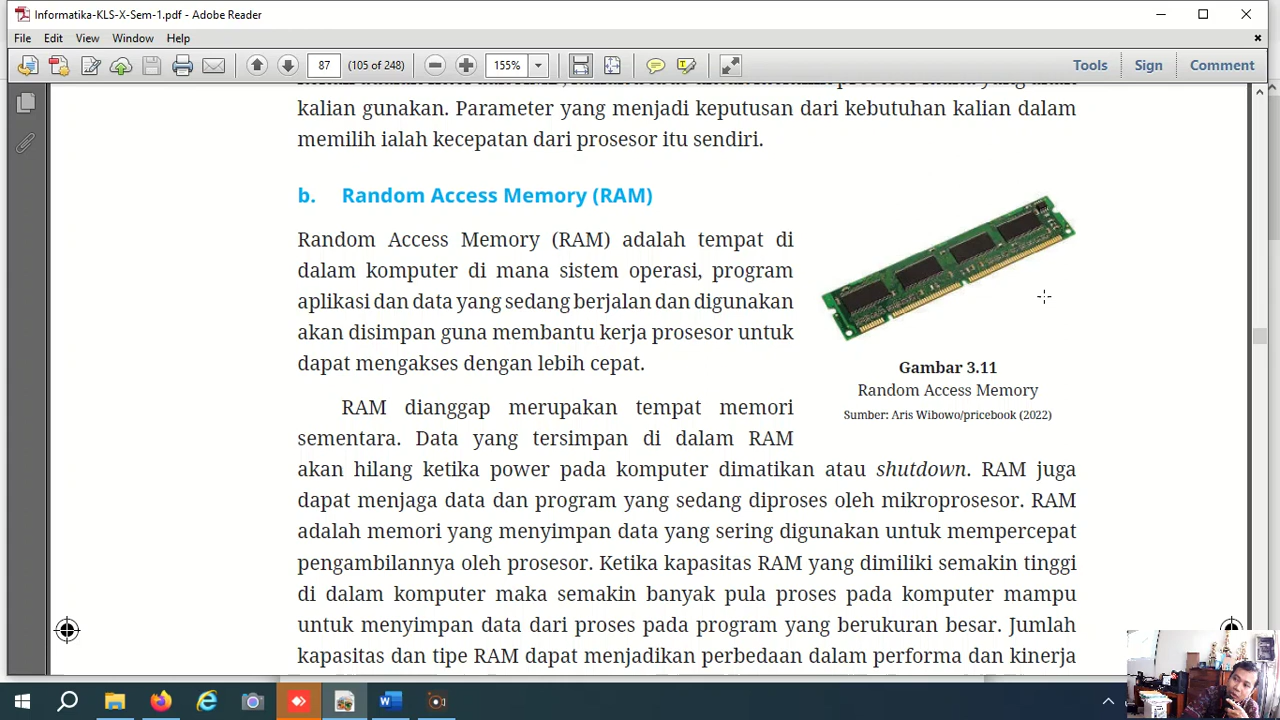 Informatika-KLS-X-Sem-1.pdf - Adobe Reader
File Edit View Window Help
87 (105 of 248) 155% Tools Sign Comment
kalian gunakan. Parameter yang menjadi keputusan dari kebutuhan kalian dalam
memilih ialah kecepatan dari prosesor itu sendiri.
b. Random Access Memory (RAM)
Random Access Memory (RAM) adalah tempat di
dalam komputer di mana sistem operasi, program
aplikasi dan data yang sedang berjalan dan digunakan
akan disimpan guna membantu kerja prosesor untuk
dapat mengakses dengan lebih cepat.
Gambar 3.11
Random Access Memory
Sumber: Aris Wibowo/pricebook (2022)
RAM dianggap merupakan tempat memori
sementara. Data yang tersimpan di dalam RAM
akan hilang ketika power pada komputer dimatikan atau shutdown. RAM juga
dapat menjaga data dan program yang sedang diproses oleh mikroprosesor. RAM
adalah memori yang menyimpan data yang sering digunakan untuk mempercepat
pengambilannya oleh prosesor. Ketika kapasitas RAM yang dimiliki semakin tinggi
di dalam komputer maka semakin banyak pula proses pada komputer mampu
untuk menyimpan data dari proses pada program yang berukuran besar. Jumlah
kapasitas dan tipe RAM dapat menjadikan perbedaan dalam performa dan kinerja